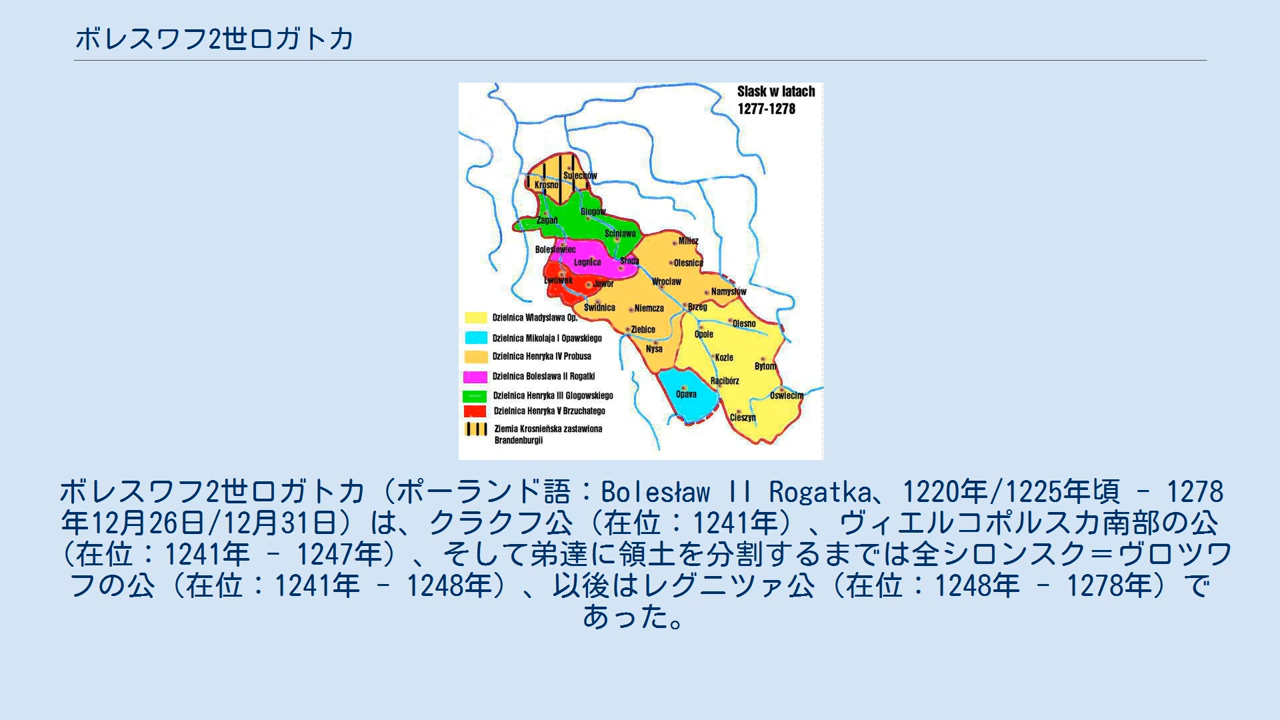 ボレスワフ2世ロガトカ
Slask w latach
1277-1278
Sulechów
Krosno
Głogów
Żagań
Ścinawa
Milicz
Bolesławiec
Legnica
Środa
Olesnica
Lwówek
Jawor
Wrocław
Namysłów
Swidnica
Niemcza
Brzeg
Dzielnica Władysława Op.
Olesno
Ziebice
Opole
Dzielnica Mikołaja I Opawskiego
Nysa
Dzielnica Henryka IV Probusa
Kozle
Bytom
Dzielnica Bolesława II Rogatki
Racibórz
Opava
Oswiecim
Dzielnica Henryka III Głogowskiego
Dzielnica Henryka V Brzuchatego
Cieszyn
Ziemia Krosnieńska zastawiona
Brandenburgii
ボレスワフ2世ロガトカ（ポーランド語：Bolesław II Rogatka、1220年/1225年頃 - 1278
年12月26日/12月31日）は、クラクフ公（在位：1241年）、ヴィエルコポルスカ南部の公
（在位：1241年 - 1247年）、そして弟達に領土を分割するまでは全シロンスク＝ヴロツワ
フの公（在位：1241年 - 1248年）、以後はレグニツァ公（在位：1248年 - 1278年）で
あった。